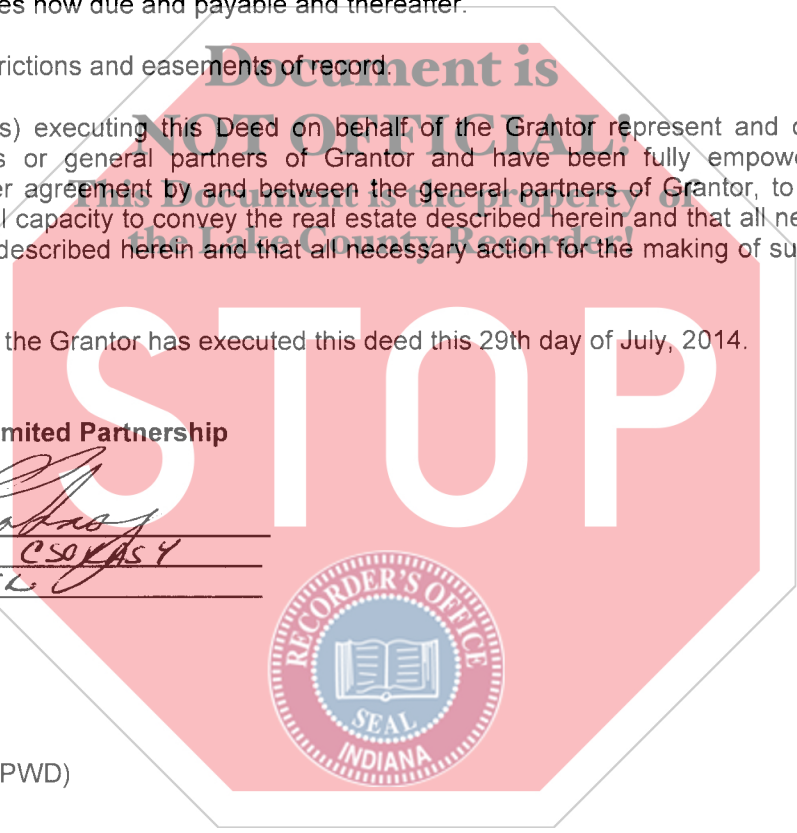 es now due and payable and thereafter.
rictions and easements of record.
Document is
s) executing this Deed on behalf of the Grantor represent and c
NOT OFFICIAL!
s or general partners of Grantor and have been fully empowe
er agreement by and between the general partners of Grantor, to
This Document is the property of
l capacity to convey the real estate described herein and that all ne
the Lake County Recorder!
described herein and that all necessary action for the making of su
the Grantor has executed this deed this 29th day of July, 2014.
STOP
mited Partnership
CSOKASY
RECORDER'S OFFICE
SEAL
INDIANA
PWD)